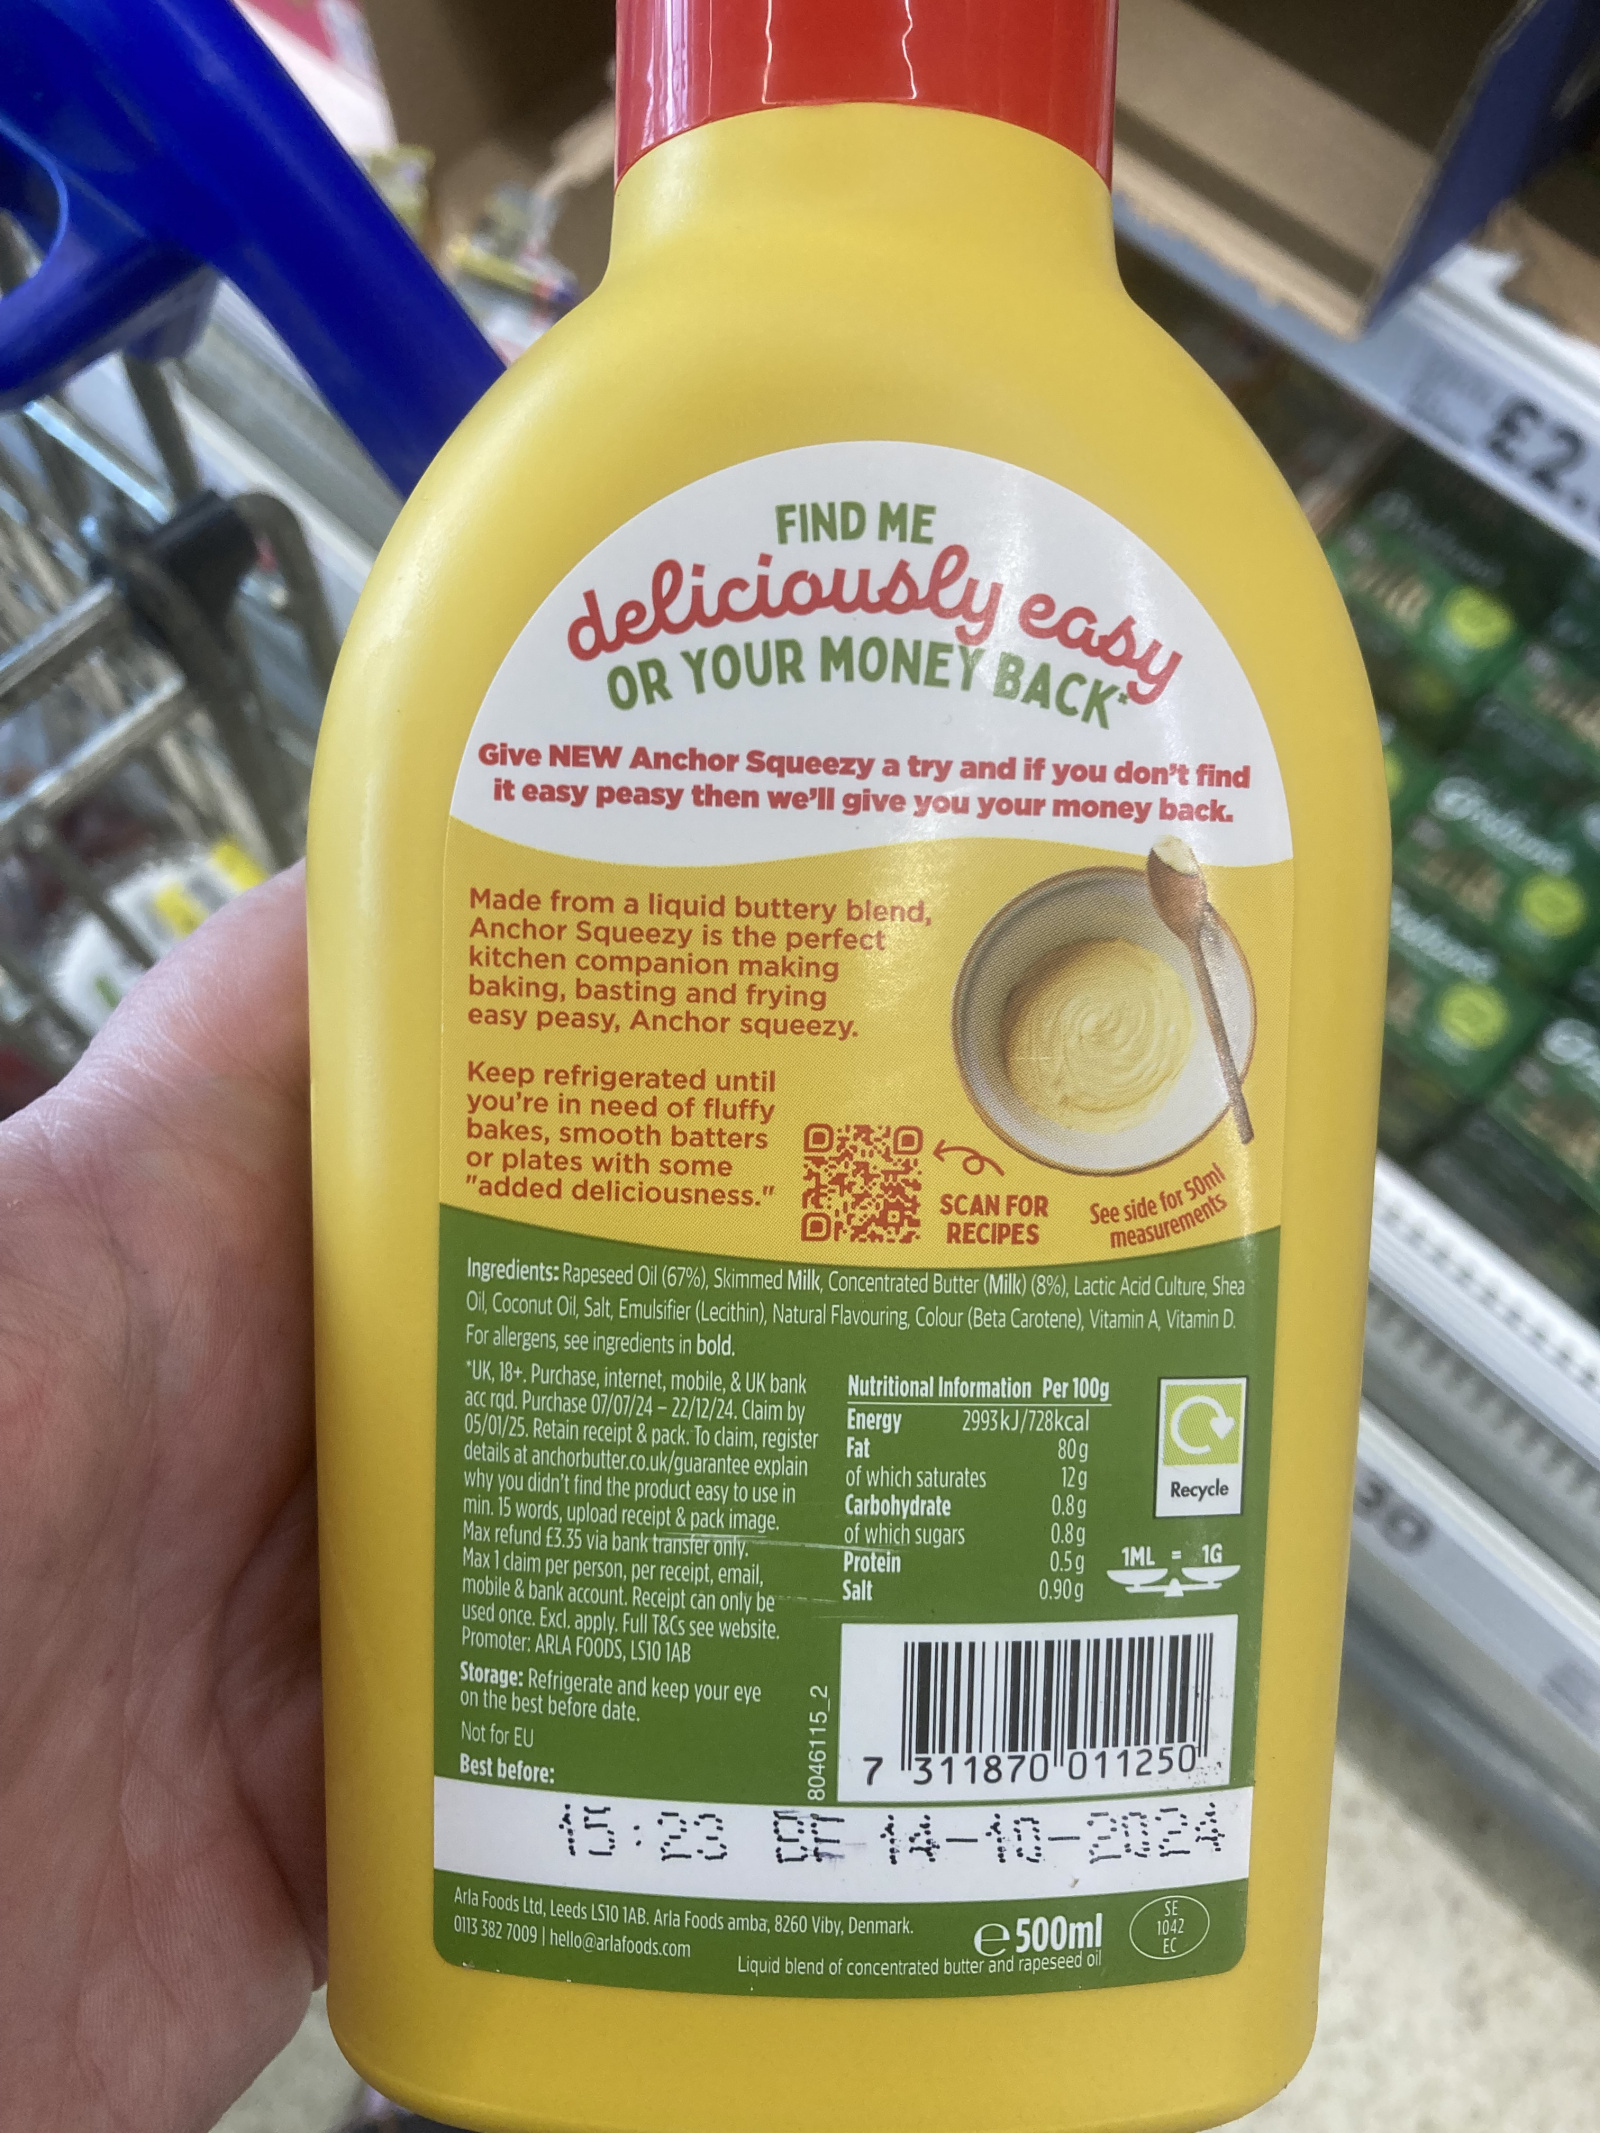 FIND ME
deliciously easy
OR YOUR MONEY BACK*
Give NEW Anchor Squeezy a try and if you don't find
it easy peasy then we'll give you your money back.
Made from a liquid buttery blend,
Anchor Squeezy is the perfect
kitchen companion making
baking, basting and frying
easy peasy, Anchor squeezy.
Keep refrigerated until
you're in need of fluffy
bakes, smooth batters
or plates with some
"added deliciousness."
SCAN FOR
RECIPES
See side for 50ml
measurements
Ingredients: Rapeseed Oil (67%), Skimmed Milk, Concentrated Butter (Milk) (8%), Lactic Acid Culture, Shea
Oil, Coconut Oil, Salt, Emulsifier (Lecithin), Natural Flavouring, Colour (Beta Carotene), Vitamin A, Vitamin D.
For allergens, see ingredients in bold.
*UK, 18+. Purchase, internet, mobile, & UK bank
acc rqd. Purchase 07/07/24 – 22/12/24. Claim by
05/01/25. Retain receipt & pack. To claim, register
details at anchorbutter.co.uk/guarantee explain
why you didn't find the product easy to use in
min. 15 words, upload receipt & pack image.
Max refund £3.35 via bank transfer only.
Max 1 claim per person, per receipt, email,
mobile & bank account. Receipt can only be
used once. Excl. apply. Full T&Cs see website.
Promoter: ARLA FOODS, LS10 1AB
Storage: Refrigerate and keep your eye
on the best before date.
Not for EU
Best before:
Nutritional Information Per 100g
Energy 2993kJ/728kcal
Fat 80g
of which saturates 12g
Carbohydrate 0.8g
of which sugars 0.8g
Protein 0.5g
Salt 0.90g
Recycle
1ML = 1G
8046115_2
7 311870 011250
15:23 BF 14-10-2024
Arla Foods Ltd, Leeds LS10 1AB. Arla Foods amba, 8260 Viby, Denmark.
0113 382 7009 | hello@arlafoods.com
e 500ml
Liquid blend of concentrated butter and rapeseed oil
SE
1042
EC
£2.